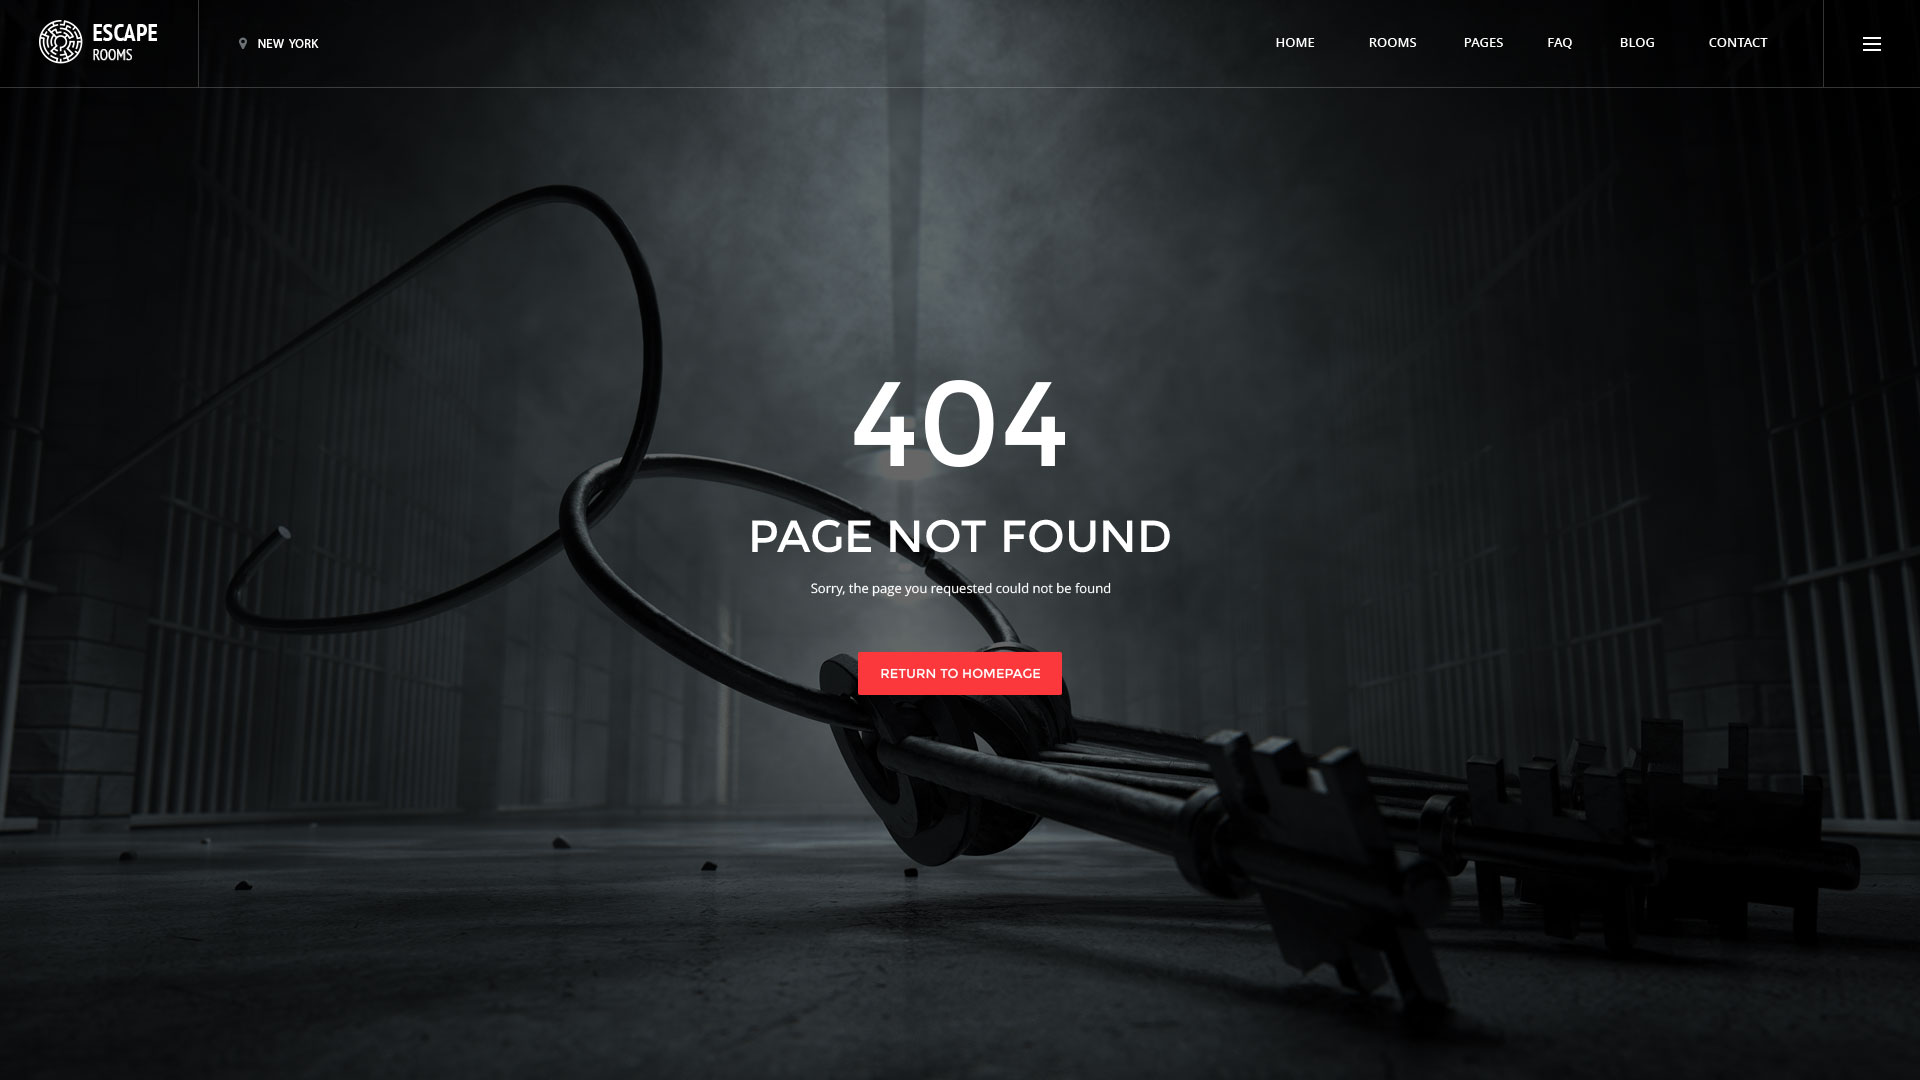 ESCAPE
ROOMS
NEW YORK
HOME
ROOMS
PAGES
FAQ
BLOG
CONTACT
404
PAGE NOT FOUND
Sorry, the page you requested could not be found
RETURN TO HOMEPAGE